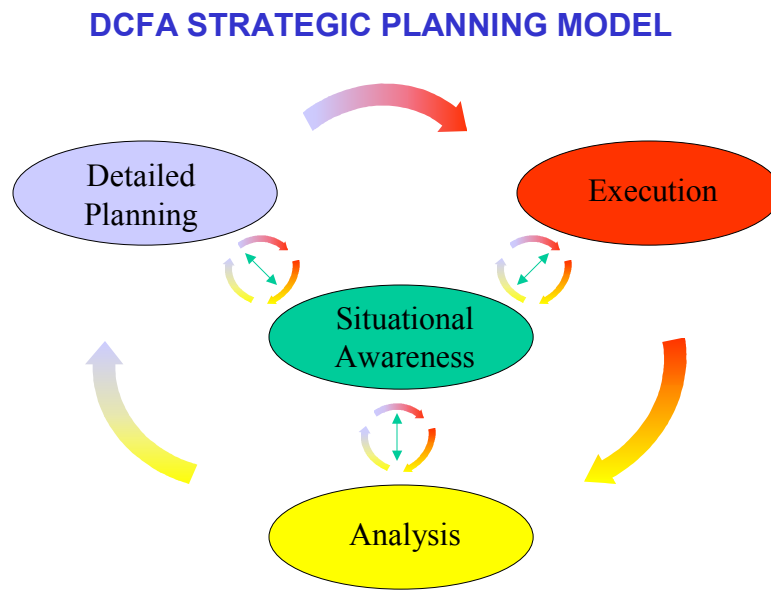 DCFA STRATEGIC PLANNING MODEL
Detailed
Planning
Execution
Situational
Awareness
Analysis